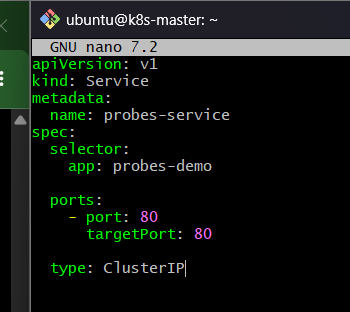 ubuntu@k8s-master: ~
GNU nano 7.2
apiVersion: v1
kind: Service
metadata:
  name: probes-service
spec:
  selector:
    app: probes-demo

  ports:
    - port: 80
      targetPort: 80

  type: ClusterIP